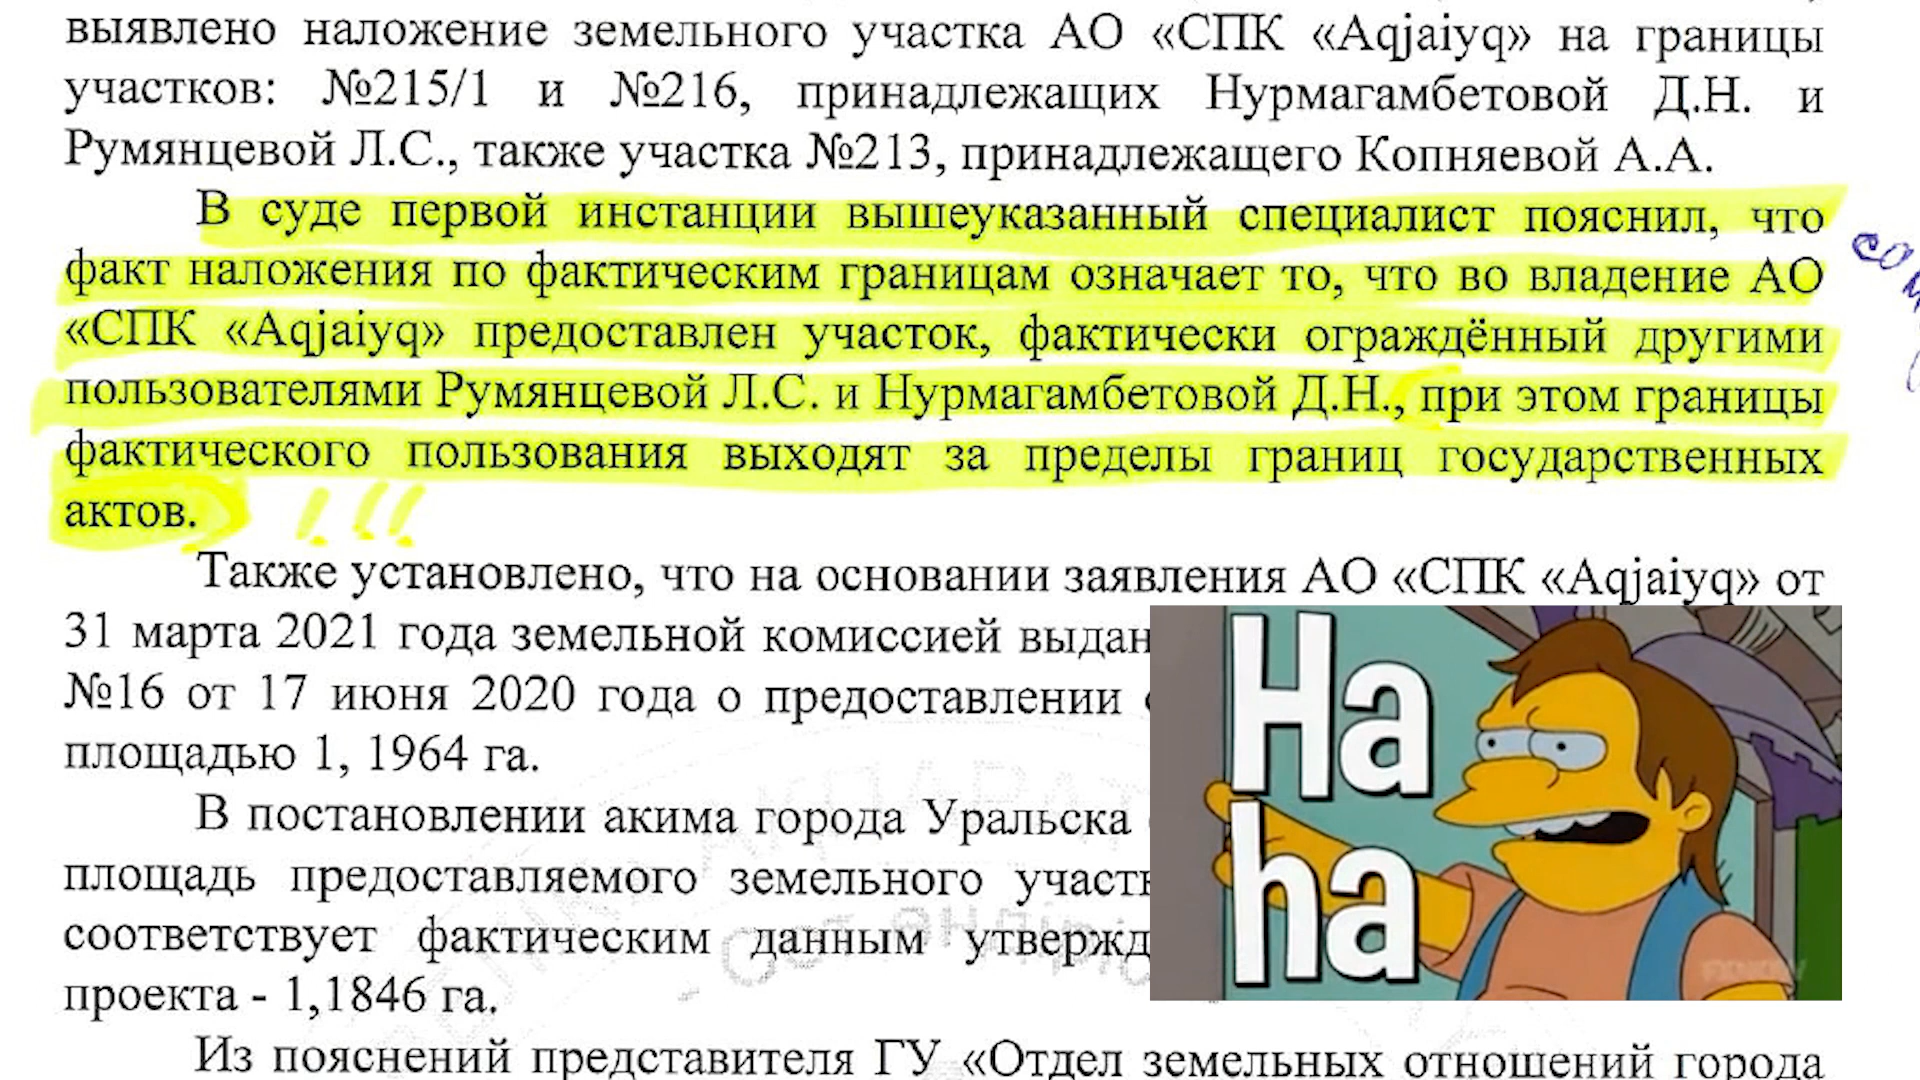 выявлено наложение земельного участка АО «СПК «Aqjaiyq» на границы
участков: №215/1 и №216, принадлежащих Нурмагамбетовой Д.Н. и
Румянцевой Л.С., также участка №213, принадлежащего Копняевой А.А.
В суде первой инстанции вышеуказанный специалист пояснил, что
факт наложения по фактическим границам означает то, что во владение АО
«СПК «Aqjaiyq» предоставлен участок, фактически ограждённый другими
пользователями Румянцевой Л.С. и Нурмагамбетовой Д.Н., при этом границы
фактического пользования выходят за пределы границ государственных
актов. !!!
Также установлено, что на основании заявления АО «СПК «Aqjaiyq» от
31 марта 2021 года земельной комиссией выдан
№16 от 17 июня 2020 года о предоставлении
площадью 1, 1964 га.
В постановлении акима города Уральска
площадь предоставляемого земельного участк
соответствует фактическим данным утвержд
проекта - 1,1846 га.
Из пояснений представителя ГУ «Отдел земельных отношений города
Ha
ha